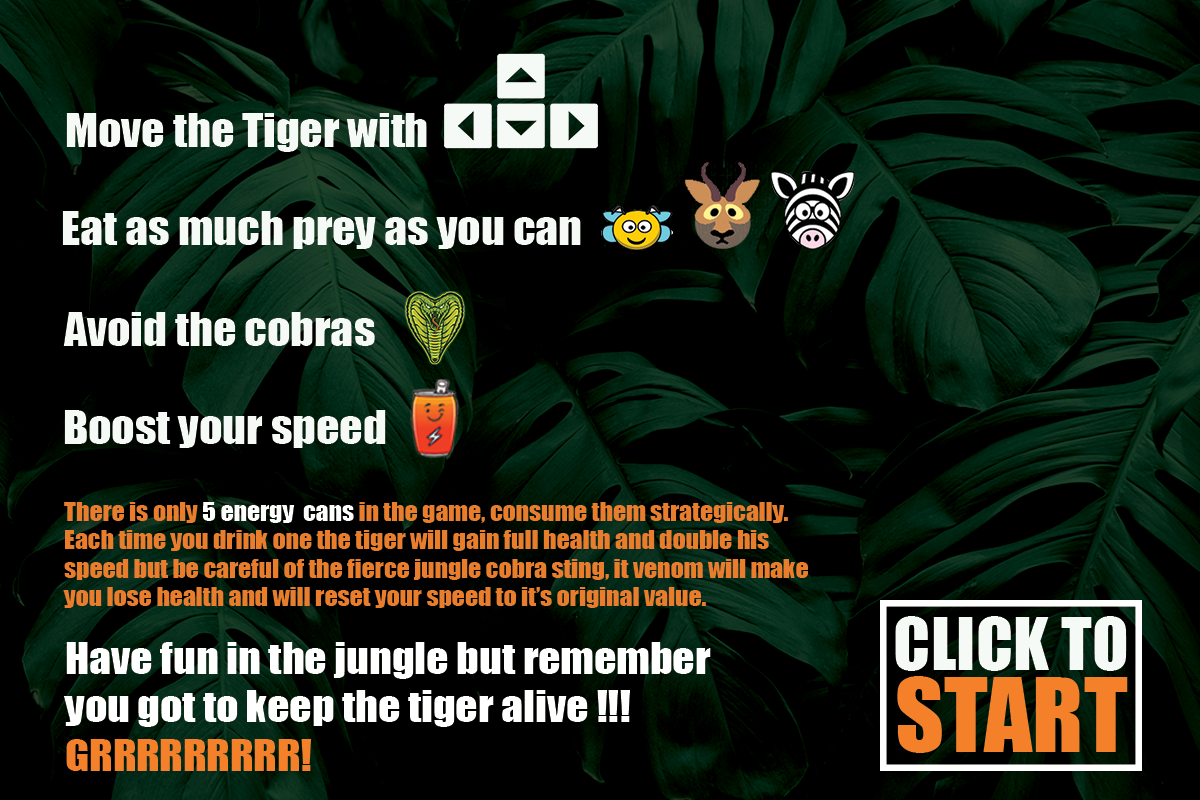 Move the Tiger with
Eat as much prey as you can
Avoid the cobras
Boost your speed
There is only 5 energy cans in the game, consume them strategically.
Each time you drink one the tiger will gain full health and double his
speed but be careful of the fierce jungle cobra sting, it venom will make
you lose health and will reset your speed to it's original value.
Have fun in the jungle but remember
you got to keep the tiger alive !!!
GRRRRRRRRR!
CLICK TO
START